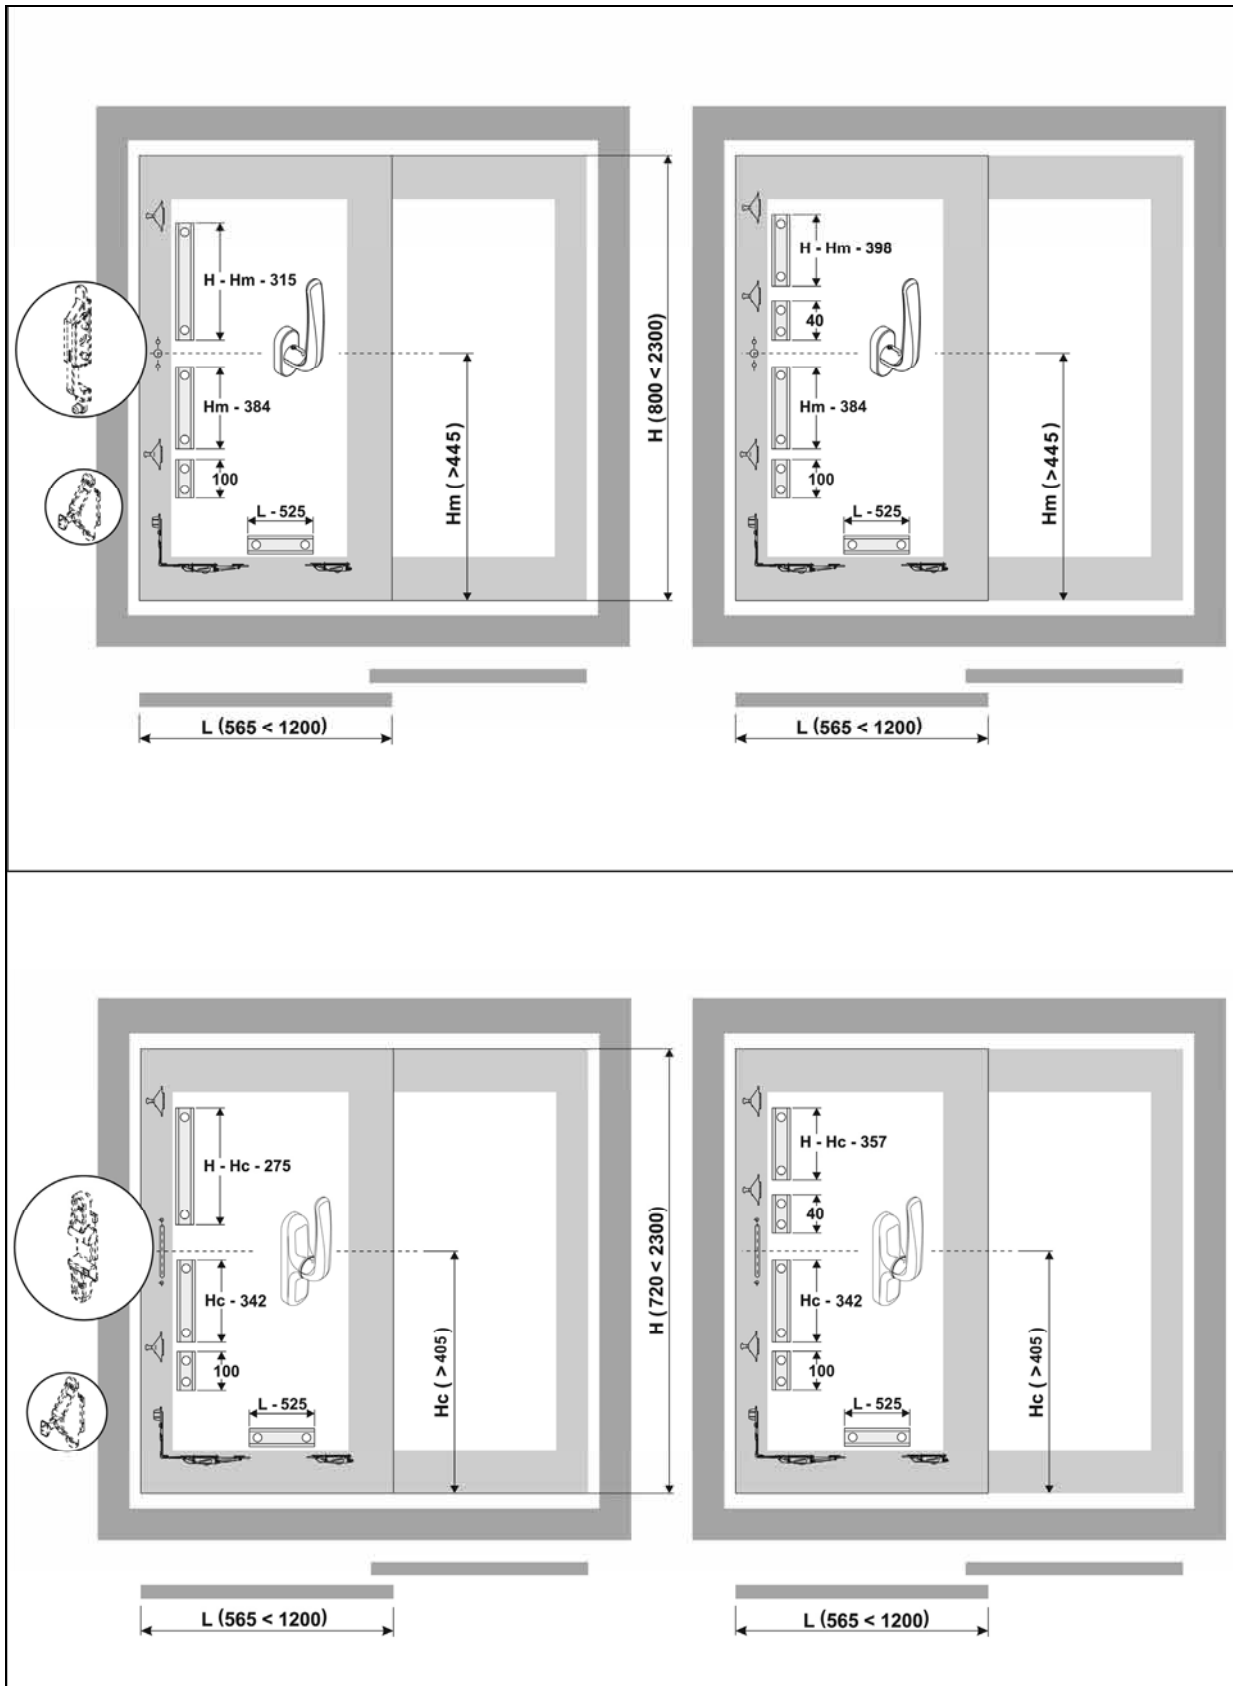 H - Hm - 315
Hm - 384
100
L - 525
Hm ( >445)
H (800 < 2300)
L (565 < 1200)
H - Hm - 398
40
Hm - 384
100
L - 525
Hm ( >445)
L (565 < 1200)
H - Hc - 275
Hc - 342
100
L - 525
Hc ( >405 )
H (720 < 2300)
L (565 < 1200)
H - Hc - 357
40
Hc - 342
100
L - 525
Hc ( >405 )
L (565 < 1200)